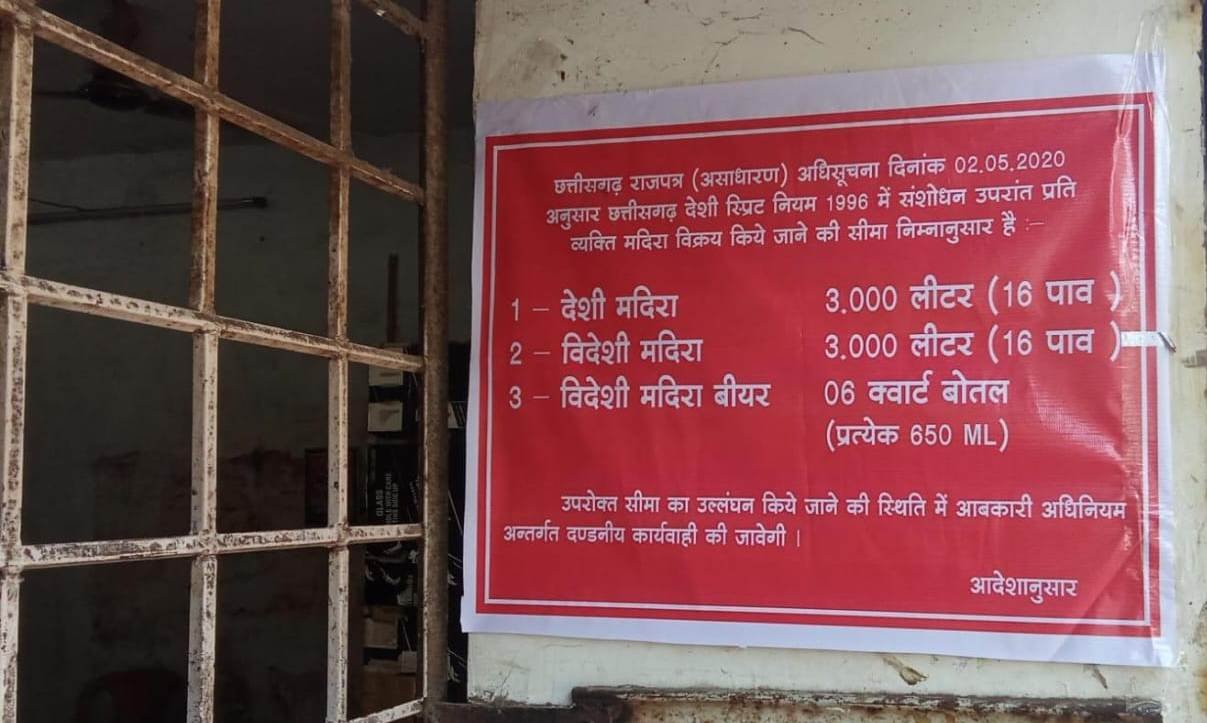 छत्तीसगढ़ राजपत्र (असाधारण) अधिसूचना दिनांक 02.05.2020
अनुसार छत्तीसगढ़ देशी स्प्रिट नियम 1996 में संशोधन उपरांत प्रति
व्यक्ति मदिरा विक्रय किये जाने की सीमा निम्नानुसार है :–
1 – देशी मदिरा 3.000 लीटर (16 पाव )
2 – विदेशी मदिरा 3.000 लीटर (16 पाव )
3 – विदेशी मदिरा बीयर 06 क्वार्ट बोतल
(प्रत्येक 650 ML)
उपरोक्त सीमा का उल्लंघन किये जाने की स्थिति में आबकारी अधिनियम
अन्तर्गत दण्डनीय कार्यवाही की जावेगी ।
आदेशानुसार
GLASS